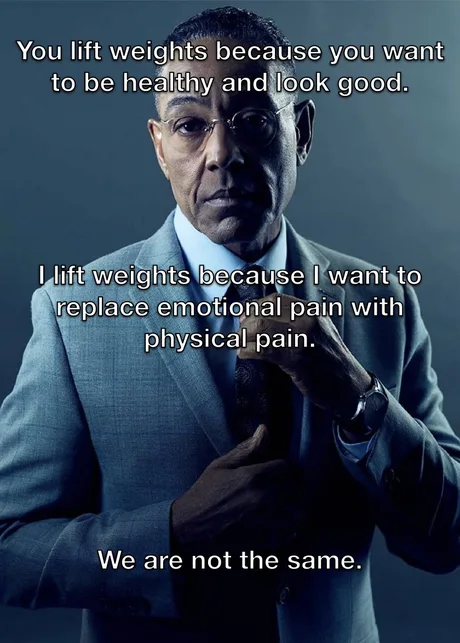 You lift weights because you want
to be healthy and look good.
I lift weights because I want to
replace emotional pain with
physical pain.
We are not the same.